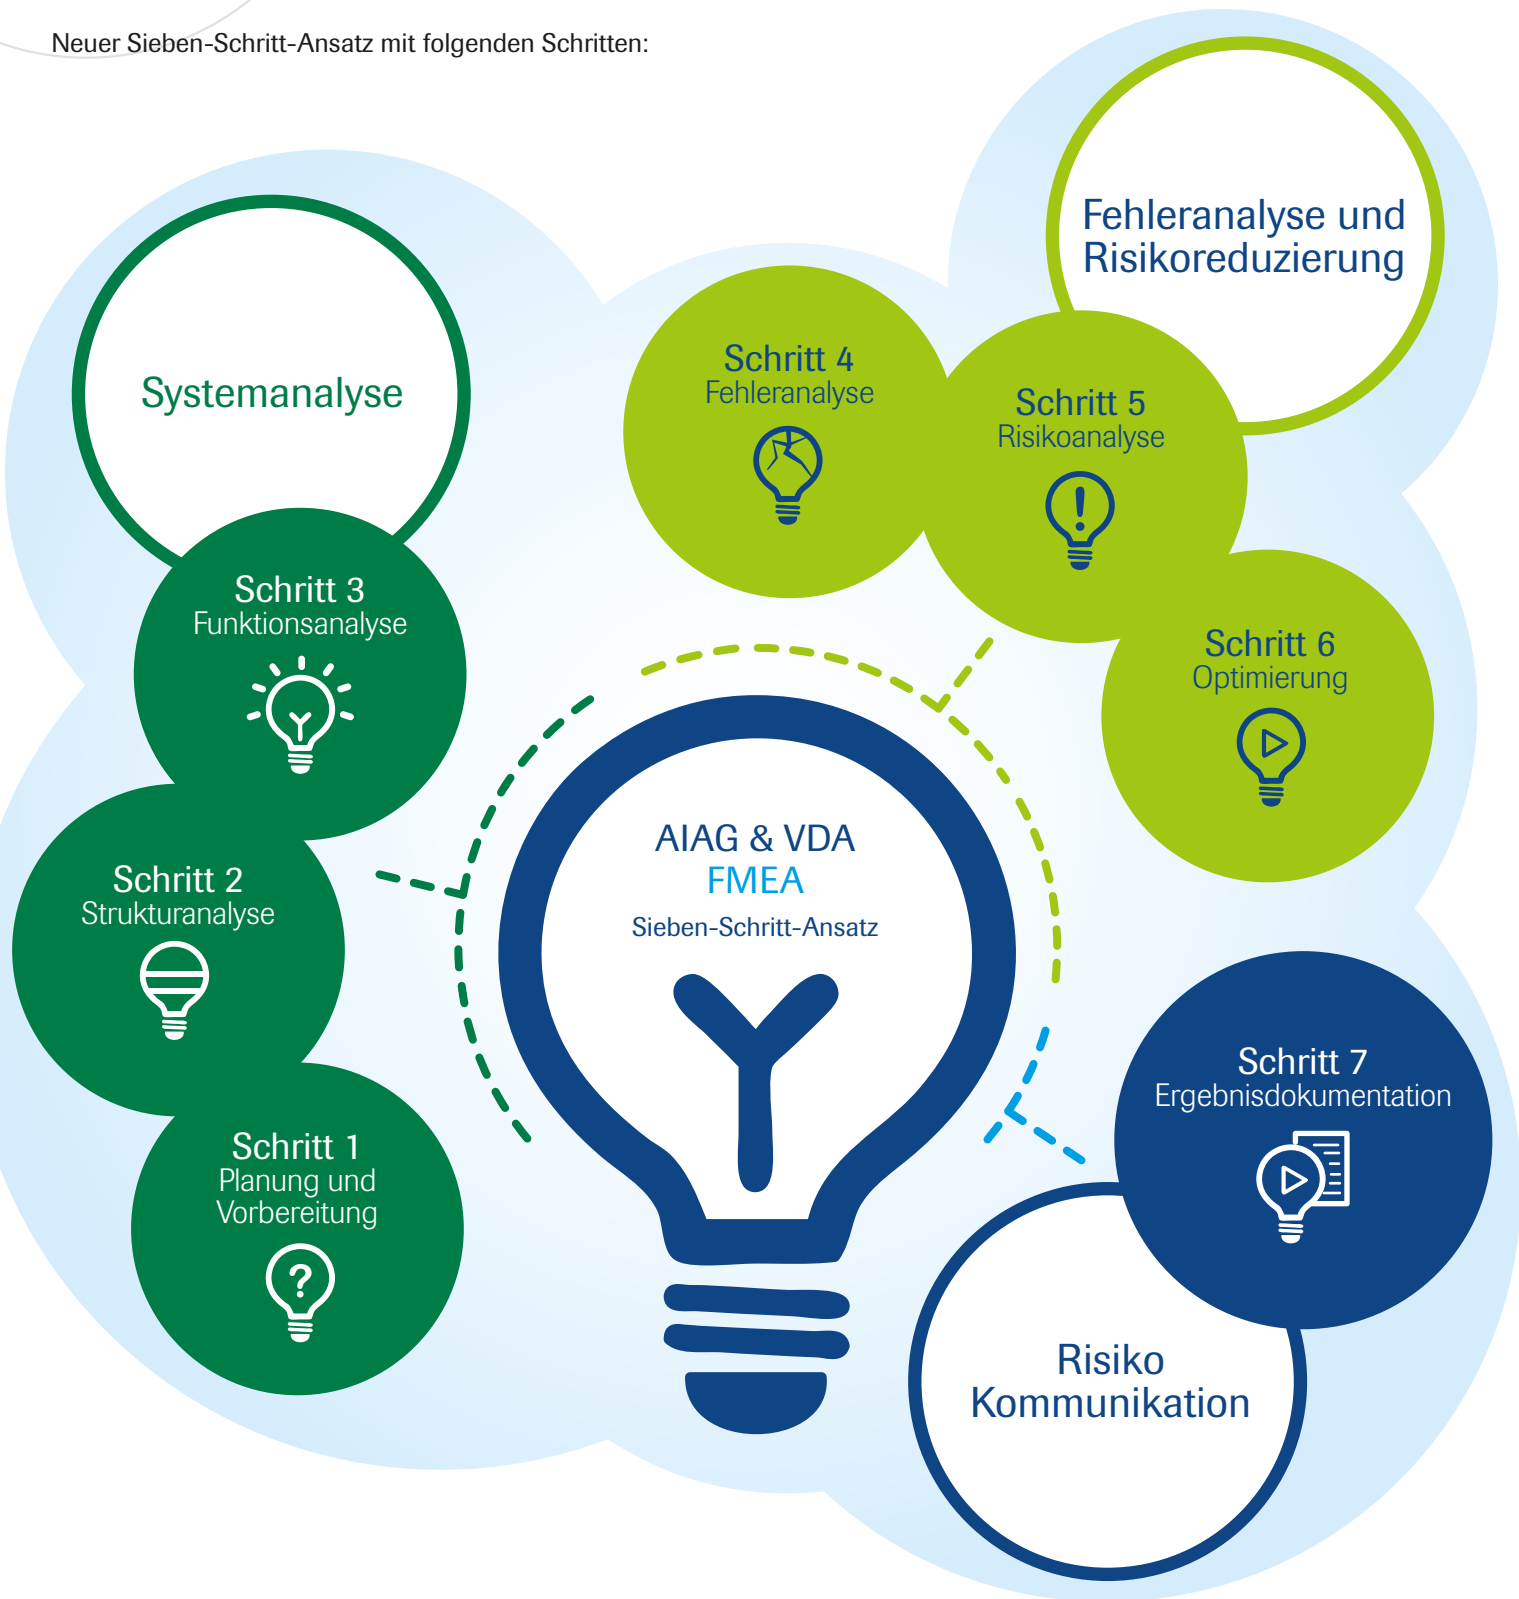 Neuer Sieben-Schritt-Ansatz mit folgenden Schritten:
Systemanalyse
Schritt 3
Funktionsanalyse
Schritt 2
Strukturanalyse
Schritt 1
Planung und
Vorbereitung
?
AIAG & VDA
FMEA
Sieben-Schritt-Ansatz
Fehleranalyse und
Risikoreduzierung
Schritt 4
Fehleranalyse
Schritt 5
Risikoanalyse
!
Schritt 6
Optimierung
Schritt 7
Ergebnisdokumentation
Risiko
Kommunikation